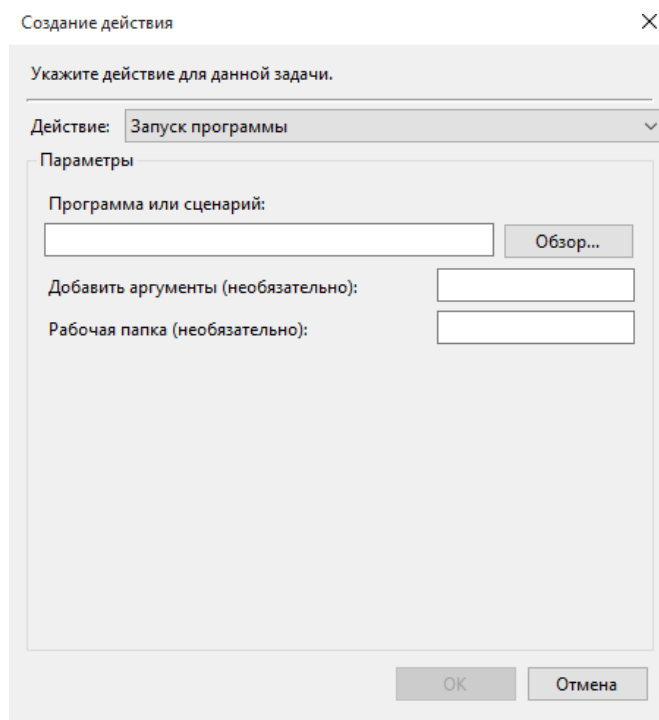 Создание действия
Укажите действие для данной задачи.
Действие: Запуск программы
Параметры
Программа или сценарий:
Обзор...
Добавить аргументы (необязательно):
Рабочая папка (необязательно):
ОК Отмена